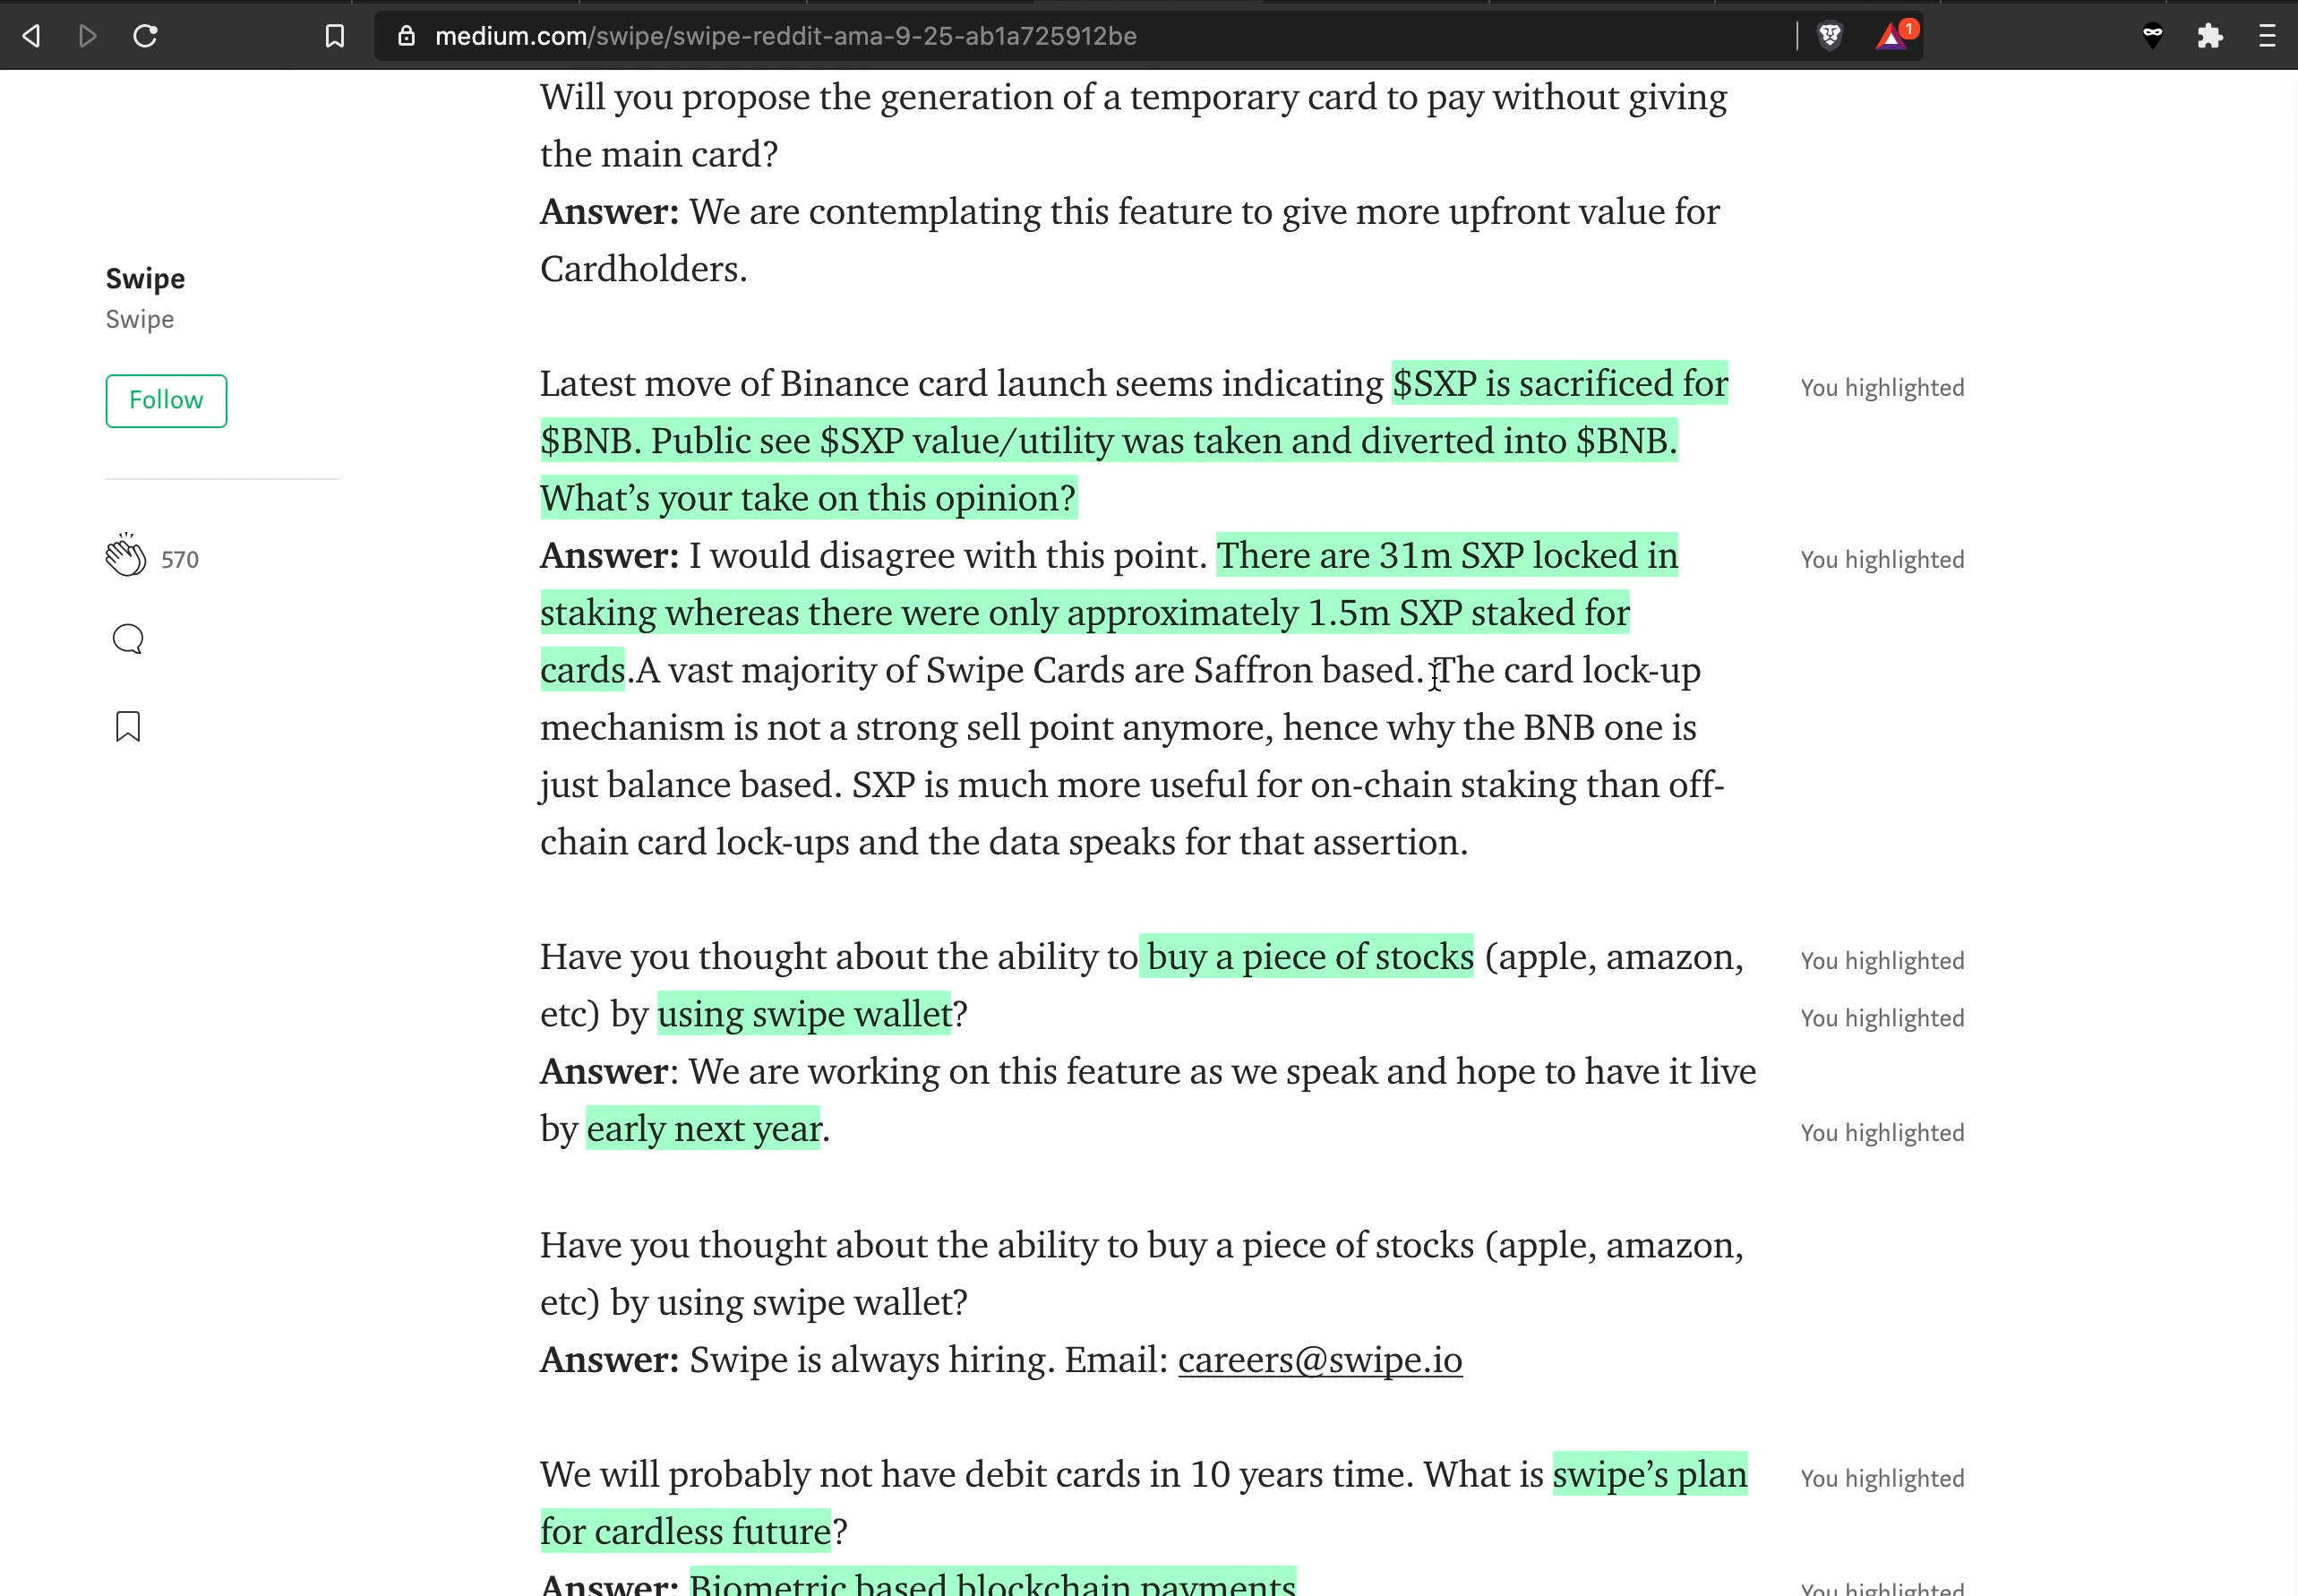 medium.com/swipe/swipe-reddit-ama-9-25-ab1a725912be
1
Will you propose the generation of a temporary card to pay without giving
the main card?
Answer: We are contemplating this feature to give more upfront value for
Cardholders.
Swipe
Swipe
Follow
570
Latest move of Binance card launch seems indicating $SXP is sacrificed for
You highlighted
$BNB. Public see $SXP value/utility was taken and diverted into $BNB.
What’s your take on this opinion?
Answer: I would disagree with this point. There are 31m SXP locked in
You highlighted
staking whereas there were only approximately 1.5m SXP staked for
cards.A vast majority of Swipe Cards are Saffron based. The card lock-up
mechanism is not a strong sell point anymore, hence why the BNB one is
just balance based. SXP is much more useful for on-chain staking than off-
chain card lock-ups and the data speaks for that assertion.
Have you thought about the ability to buy a piece of stocks (apple, amazon,
You highlighted
etc) by using swipe wallet?
You highlighted
Answer: We are working on this feature as we speak and hope to have it live
by early next year.
You highlighted
Have you thought about the ability to buy a piece of stocks (apple, amazon,
etc) by using swipe wallet?
Answer: Swipe is always hiring. Email: careers@swipe.io
We will probably not have debit cards in 10 years time. What is swipe’s plan
You highlighted
for cardless future?
Answer: Biometric based blockchain payments
You highlighted